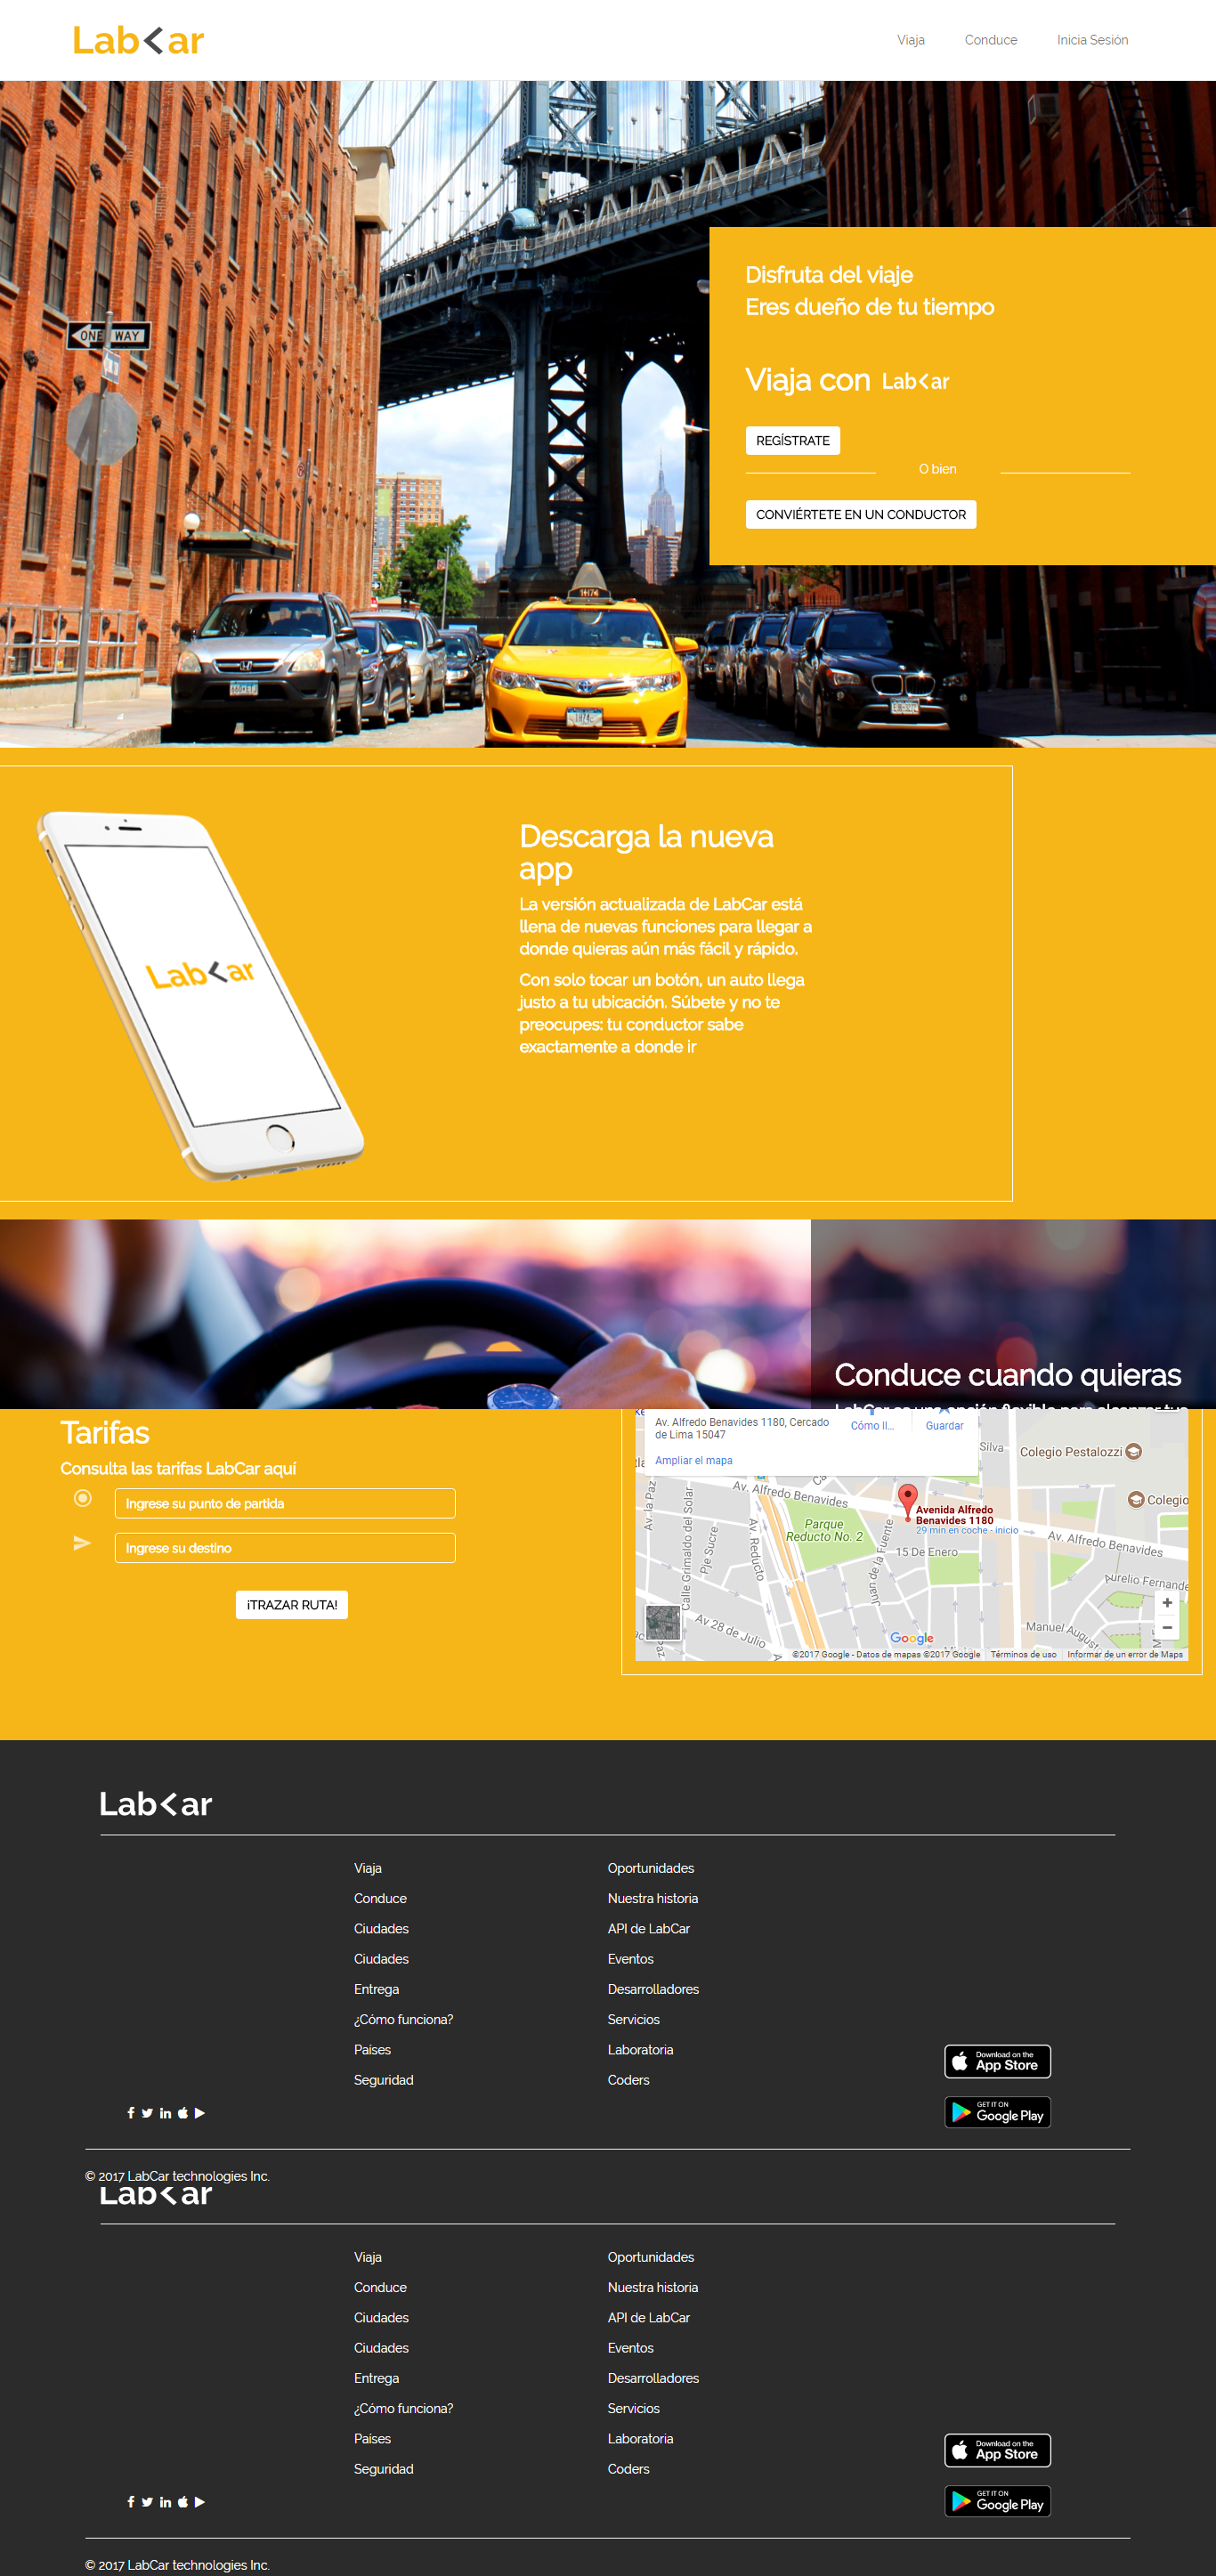 Lab<ar
Viaja
Conduce
Inicia Sesión
ONE WAY
Disfruta del viaje
Eres dueño de tu tiempo
Viaja con Lab<ar
REGÍSTRATE
O bien
CONVIÉRTETE EN UN CONDUCTOR
Descarga la nueva
app
La versión actualizada de LabCar está
llena de nuevas funciones para llegar a
donde quieras aún más fácil y rápido.
Con solo tocar un botón, un auto llega
justo a tu ubicación. Súbete y no te
preocupes: tu conductor sabe
exactamente a donde ir
Lab<ar
Conduce cuando quieras
Tarifas
Consulta las tarifas LabCar aquí
Ingrese su punto de partida
Ingrese su destino
¡TRAZAR RUTA!
Av. Alfredo Benavides 1180, Cercado
de Lima 15047
Cómo ll...
Guardar
Ampliar el mapa
Silva
Colegio Pestalozzi
Colegio
Av. Alfredo Benavides
Avenida Alfredo
Benavides 1180
29 min en coche - inicio
Av. Alfredo Benavides
Parque
Reducto No. 2
15 De Enero
Av. la Paz
Calle Grimaldo del Solar
Pje Sucre
Av. Reducto
Juan de la Fuente
Aurelio Fernande
Av 28 de Julio
Manuel August
Google
©2017 Google - Datos de mapas ©2017 Google
Términos de uso
Informar de un error de Maps
Lab<ar
Viaja
Conduce
Ciudades
Ciudades
Entrega
¿Cómo funciona?
Países
Seguridad
Oportunidades
Nuestra historia
API de LabCar
Eventos
Desarrolladores
Servicios
Laboratoria
Coders
Download on the
App Store
GET IT ON
Google Play
© 2017 LabCar technologies Inc.
Lab<ar
Viaja
Conduce
Ciudades
Ciudades
Entrega
¿Cómo funciona?
Países
Seguridad
Oportunidades
Nuestra historia
API de LabCar
Eventos
Desarrolladores
Servicios
Laboratoria
Coders
Download on the
App Store
GET IT ON
Google Play
© 2017 LabCar technologies Inc.